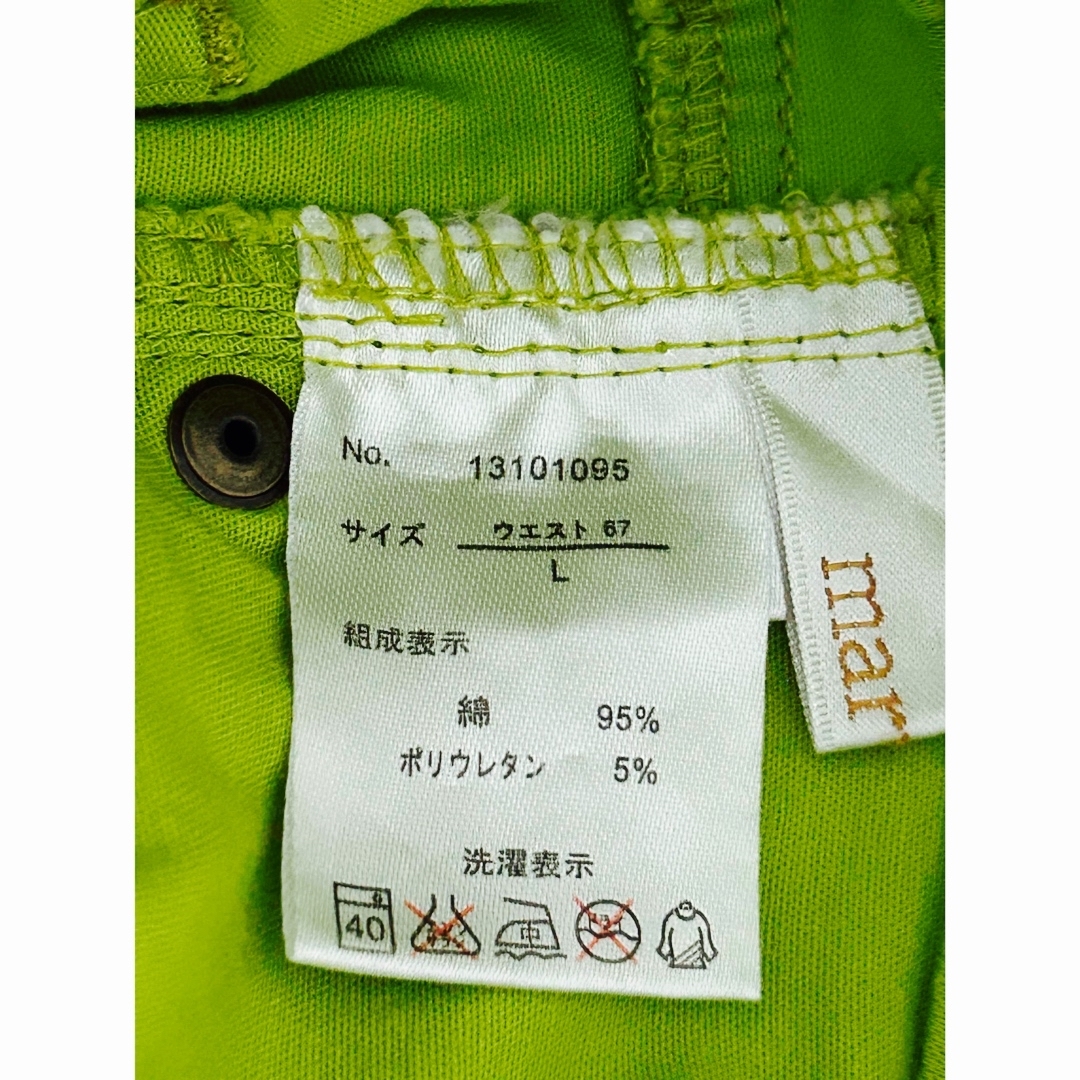 No. 13101095
サイズ ウエスト 67
L
組成表示
綿 95%
ポリウレタン 5%
洗濯表示
40 中
mar